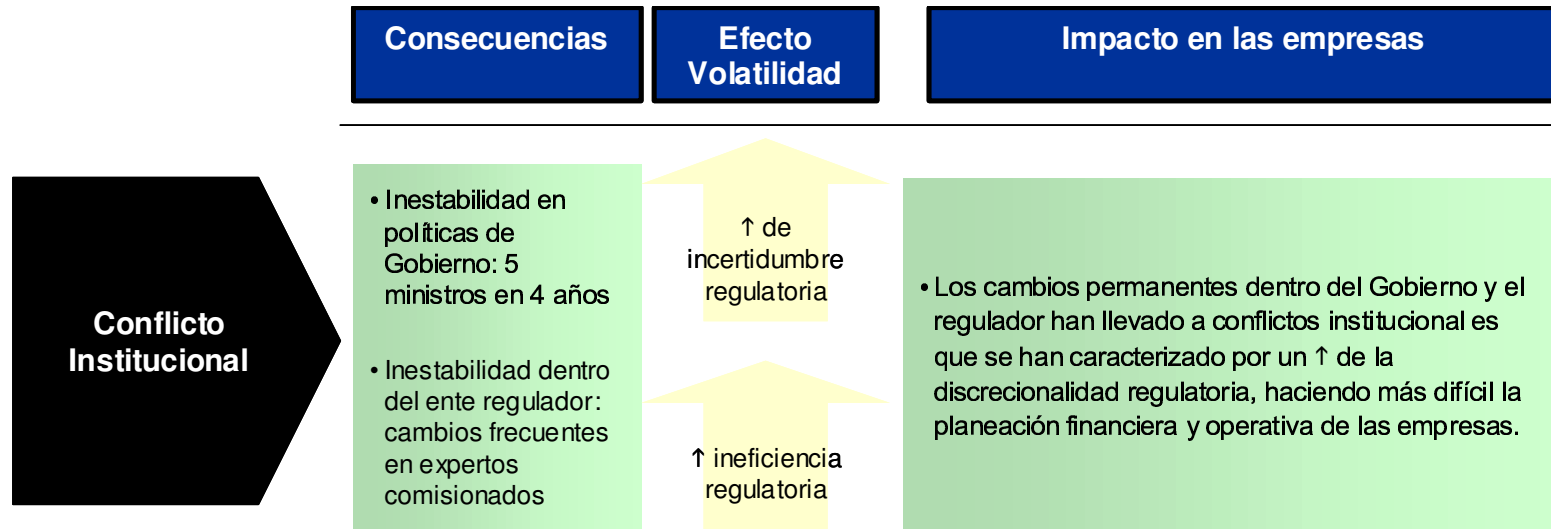 Consecuencias
Efecto
Volatilidad
Impacto en las empresas
Conflicto
Institucional
• Inestabilidad en
políticas de
Gobierno: 5
ministros en 4 años
• Inestabilidad dentro
del ente regulador:
cambios frecuentes
en expertos
comisionados
↑ de
incertidumbre
regulatoria
↑ ineficiencia
regulatoria
• Los cambios permanentes dentro del Gobierno y el
regulador han llevado a conflictos institucional es
que se han caracterizado por un ↑ de la
discrecionalidad regulatoria, haciendo más difícil la
planeación financiera y operativa de las empresas.